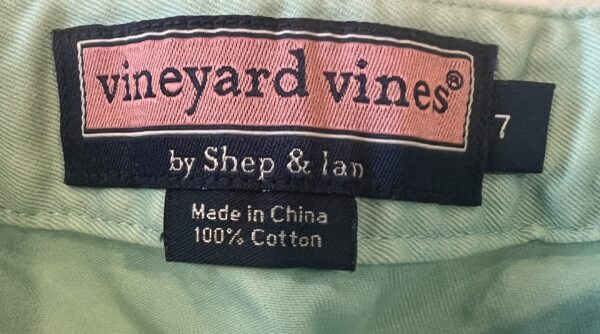 vineyard vines®
by Shep & Ian
7
Made in China
100% Cotton